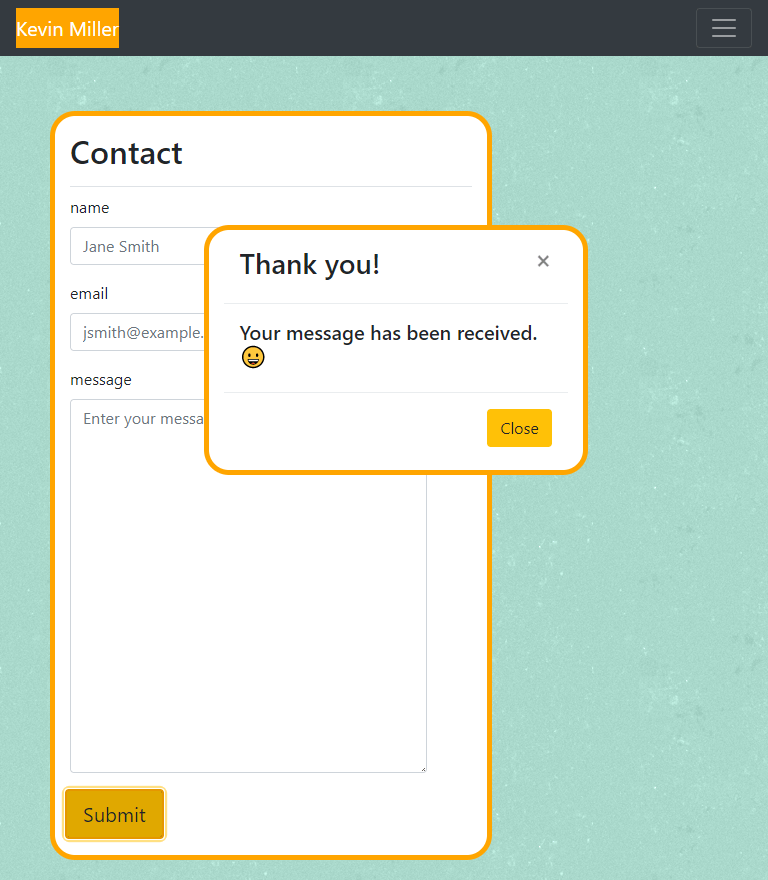 Kevin Miller
Contact
name
Jane Smith
Thank you!
×
email
jsmith@example.
Your message has been received.
😀
message
Enter your messa
Close
Submit